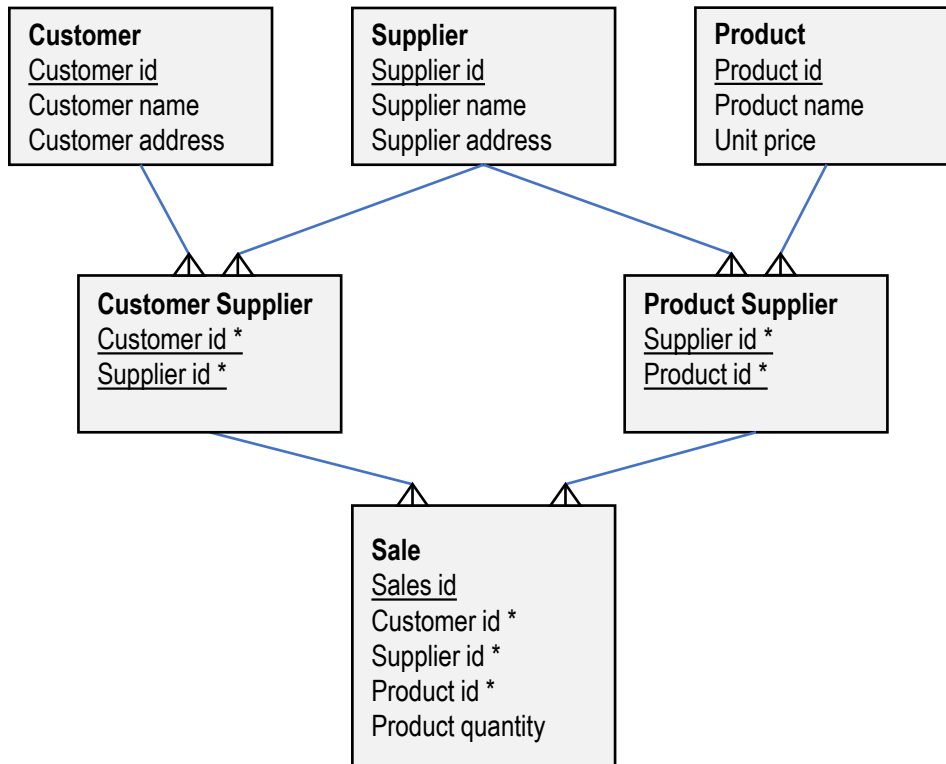 Customer
Customer id
Customer name
Customer address
Supplier
Supplier id
Supplier name
Supplier address
Product
Product id
Product name
Unit price
Customer Supplier
Customer id *
Supplier id *
Product Supplier
Supplier id *
Product id *
Sale
Sales id
Customer id *
Supplier id *
Product id *
Product quantity